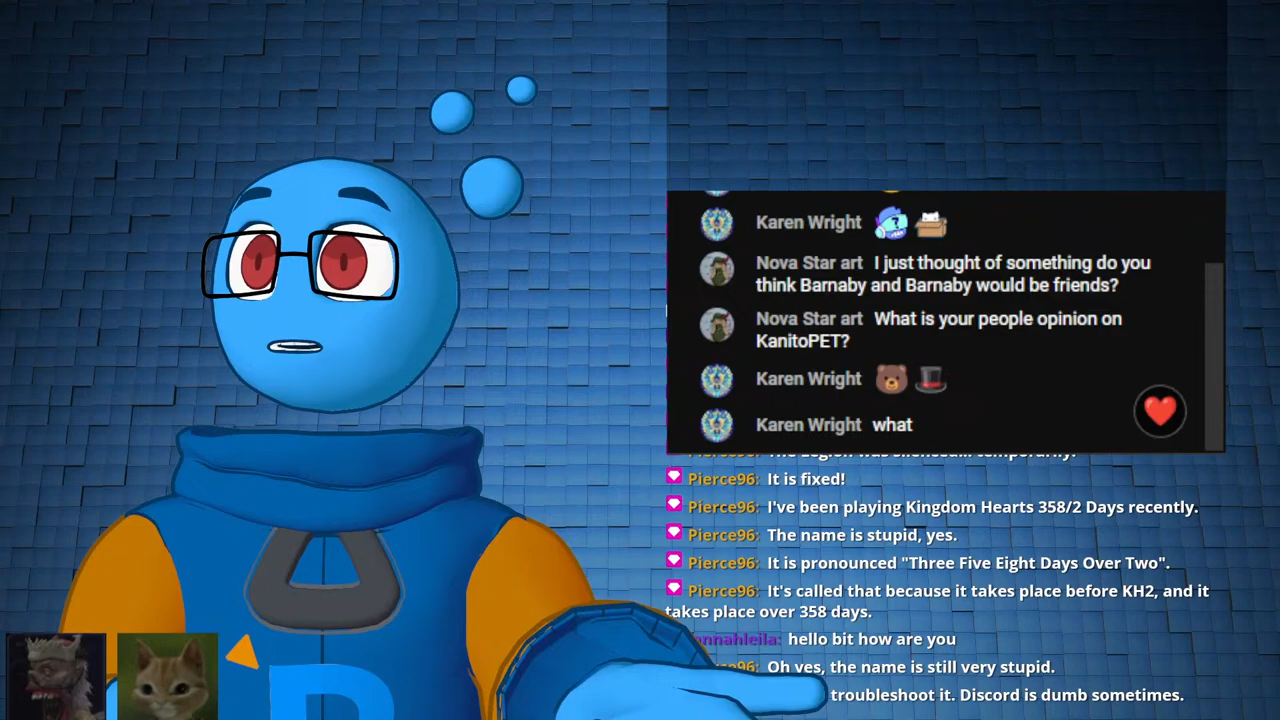 Karen Wright
Nova Star art I just thought of something do you
think Barnaby and Barnaby would be friends?
Nova Star art What is your people opinion on
KanitoPET?
Karen Wright
Karen Wright what
Pierce96: It is fixed!
Pierce96: I've been playing Kingdom Hearts 358/2 Days recently.
Pierce96: The name is stupid, yes.
Pierce96: It is pronounced "Three Five Eight Days Over Two".
Pierce96: It's called that because it takes place before KH2, and it
takes place over 358 days.
nnahleila: hello bit how are you
96: Oh yes, the name is still very stupid.
troubleshoot it. Discord is dumb sometimes.